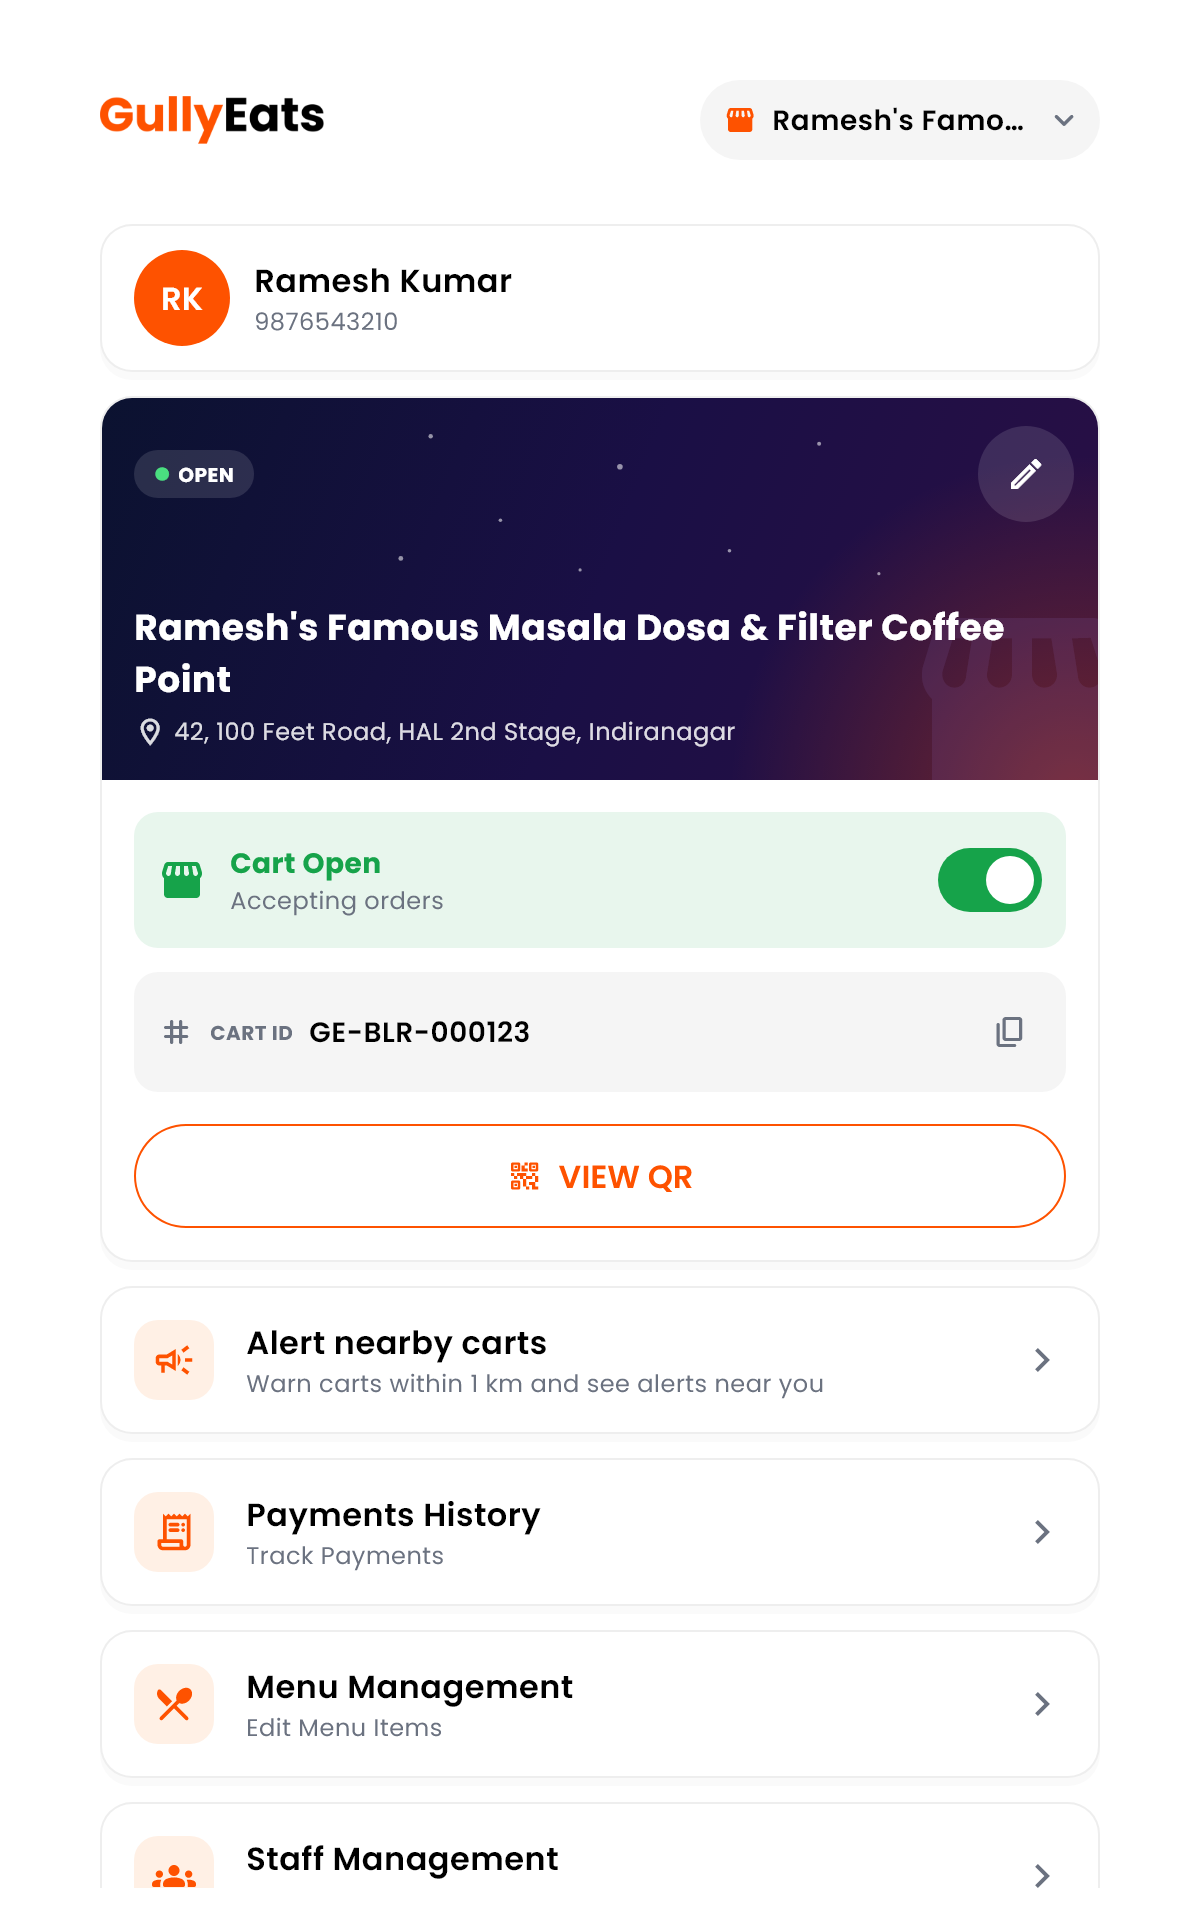 GullyEats
Ramesh's Famo...
RK
Ramesh Kumar
9876543210
OPEN
Ramesh's Famous Masala Dosa & Filter Coffee
Point
42, 100 Feet Road, HAL 2nd Stage, Indiranagar
Cart Open
Accepting orders
CART ID GE-BLR-000123
VIEW QR
Alert nearby carts
Warn carts within 1 km and see alerts near you
Payments History
Track Payments
Menu Management
Edit Menu Items
Staff Management